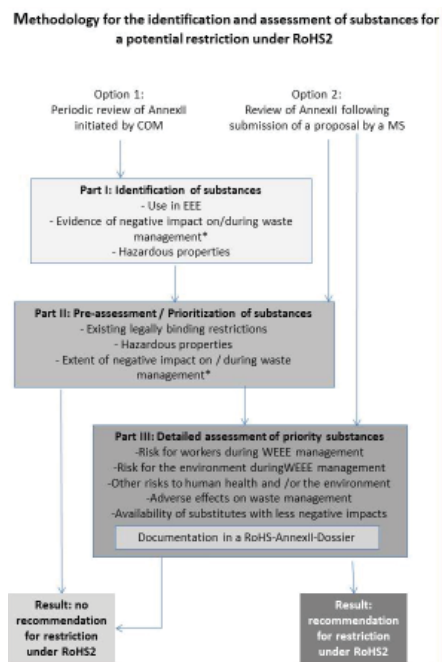 Methodology for the identification and assessment of substances for
a potential restriction under RoHS2
Option 1:
Periodic review of AnnexII
initiated by COM
Option 2:
Review of AnnexII following
submission of a proposal by a MS
Part I: Identification of substances
- Use in EEE
- Evidence of negative impact on/during waste
management*
- Hazardous properties
Part II: Pre-assessment / Prioritization of substances
- Existing legally binding restrictions
- Hazardous properties
- Extent of negative impact on / during waste
management*
Part III: Detailed assessment of priority substances
-Risk for workers during WEEE management
-Risk for the environment duringWEEE management
-Other risks to human health and /or the environment
-Adverse effects on waste management
-Availability of substitutes with less negative impacts
Documentation in a RoHS-AnnexII-Dossier
Result: no
recommendation
for restriction
under RoHS2
Result:
recommendation
for restriction
under RoHS2